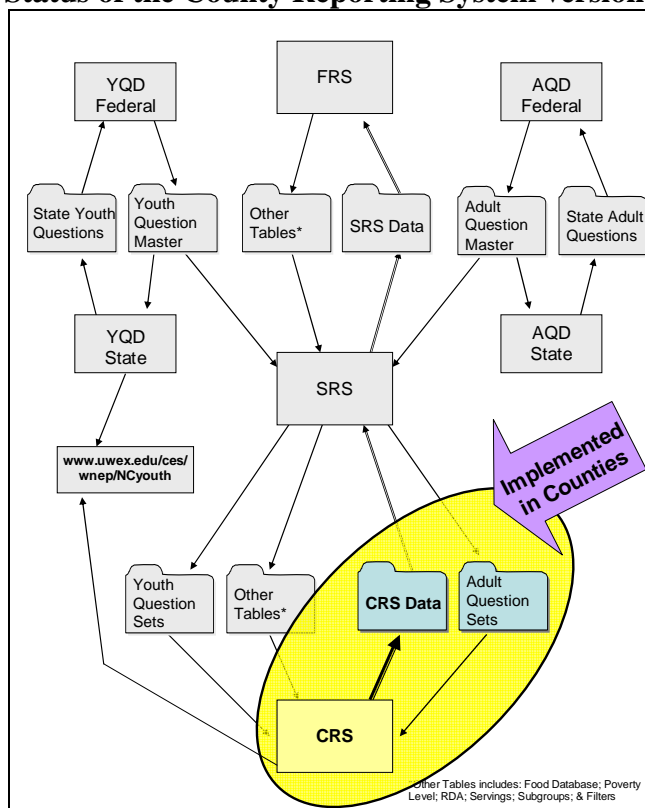 Status of the County Reporting System version
YQD
Federal
FRS
AQD
Federal
State Youth
Questions
Youth
Question
Master
Other
Tables*
SRS Data
Adult
Question
Master
State Adult
Questions
YQD
State
SRS
AQD
State
www.uwex.edu/ces/
wnep/NCyouth
Implemented
in Counties
Youth
Question
Sets
Other
Tables*
CRS Data
Adult
Question
Sets
CRS
*Other Tables includes: Food Database; Poverty
Level; RDA; Servings; Subgroups; & Filters